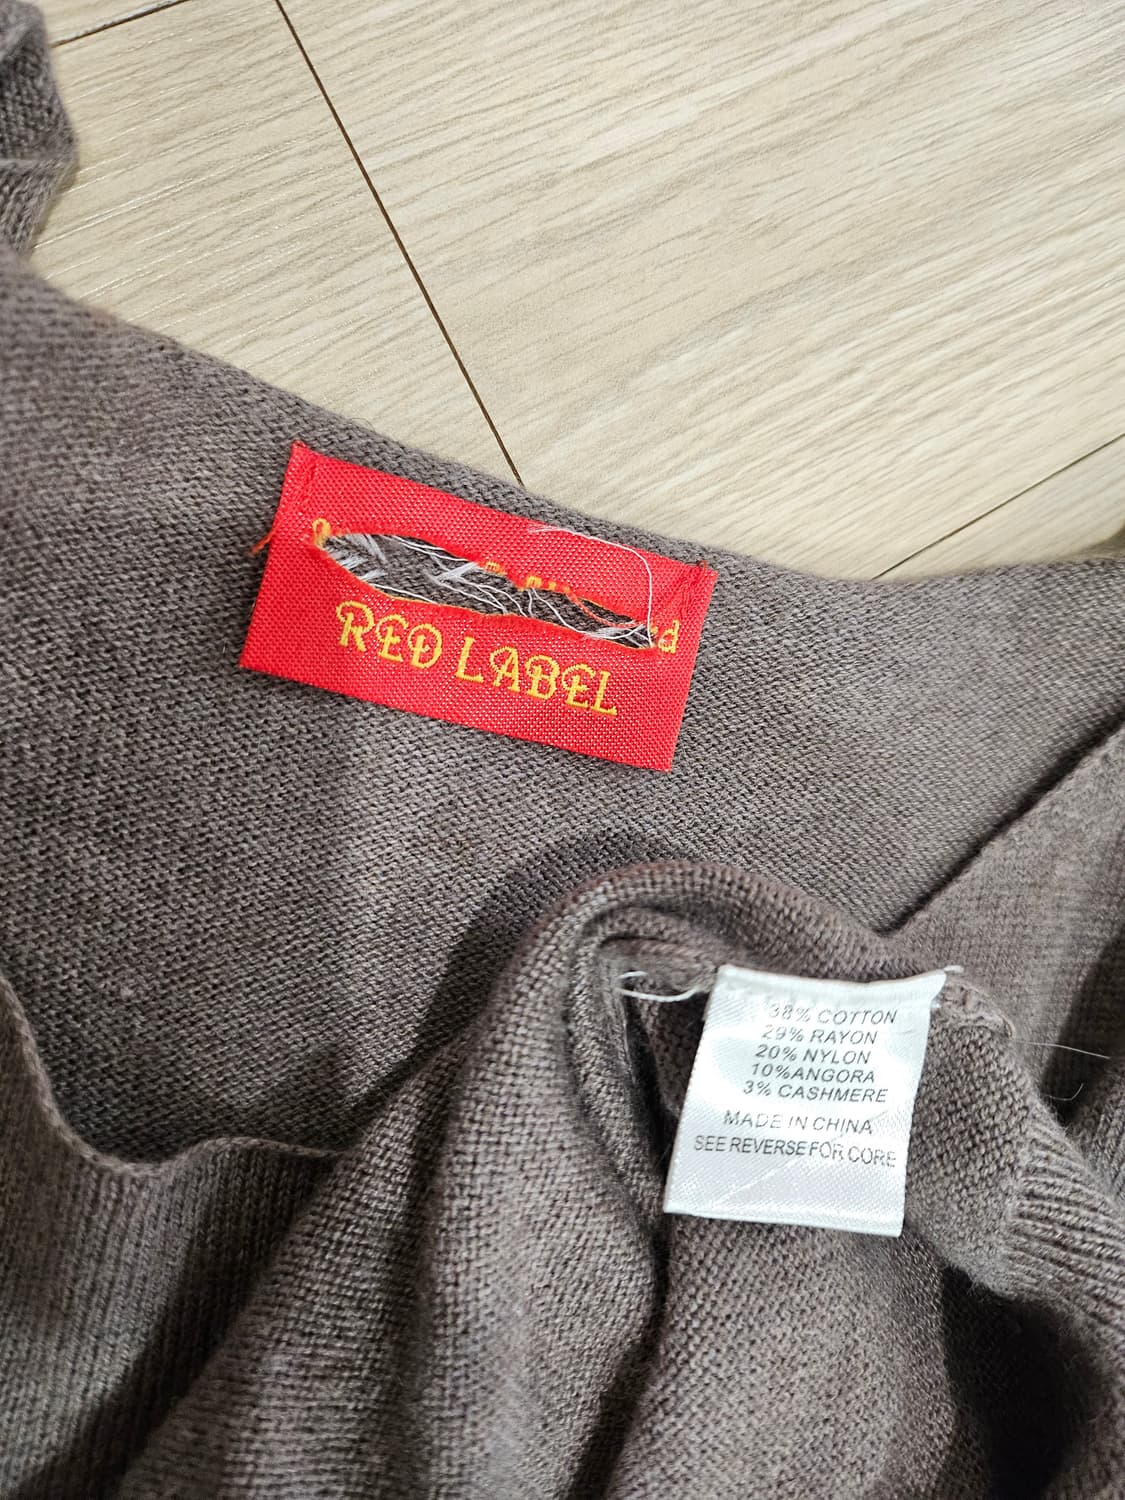 RED LABEL
38% COTTON
29% RAYON
20% NYLON
10%ANGORA
3% CASHMERE
MADE IN CHINA
SEE REVERSE FOR CORE